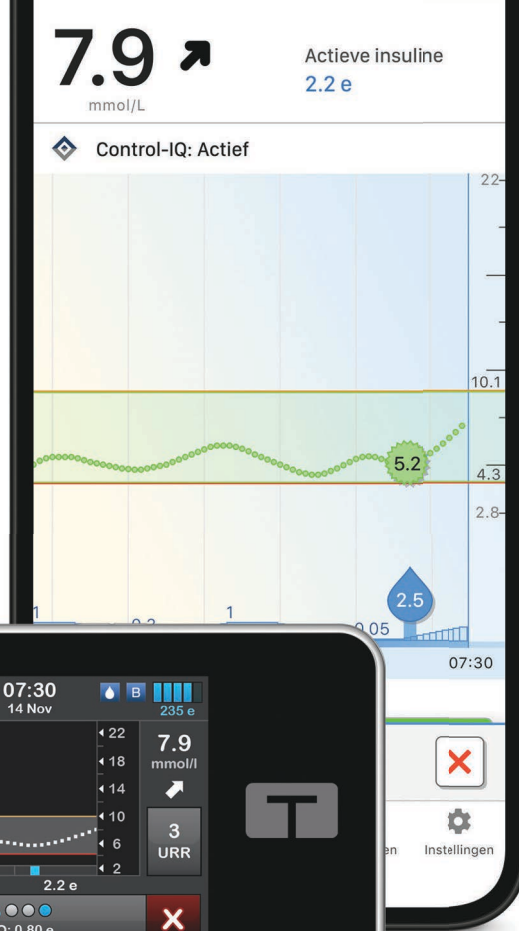 7.9
Actieve insuline
2.2 e
mmol/L
Control-IQ: Actief
22
10.1
5.2
4.3
2.8
2.5
1
1
0.05
07:30
Instellingen
07:30
14 Nov
B
235 e
22
18
14
10
6
2
7.9
mmol/l
3
URR
2.2 e
0.80 e
T